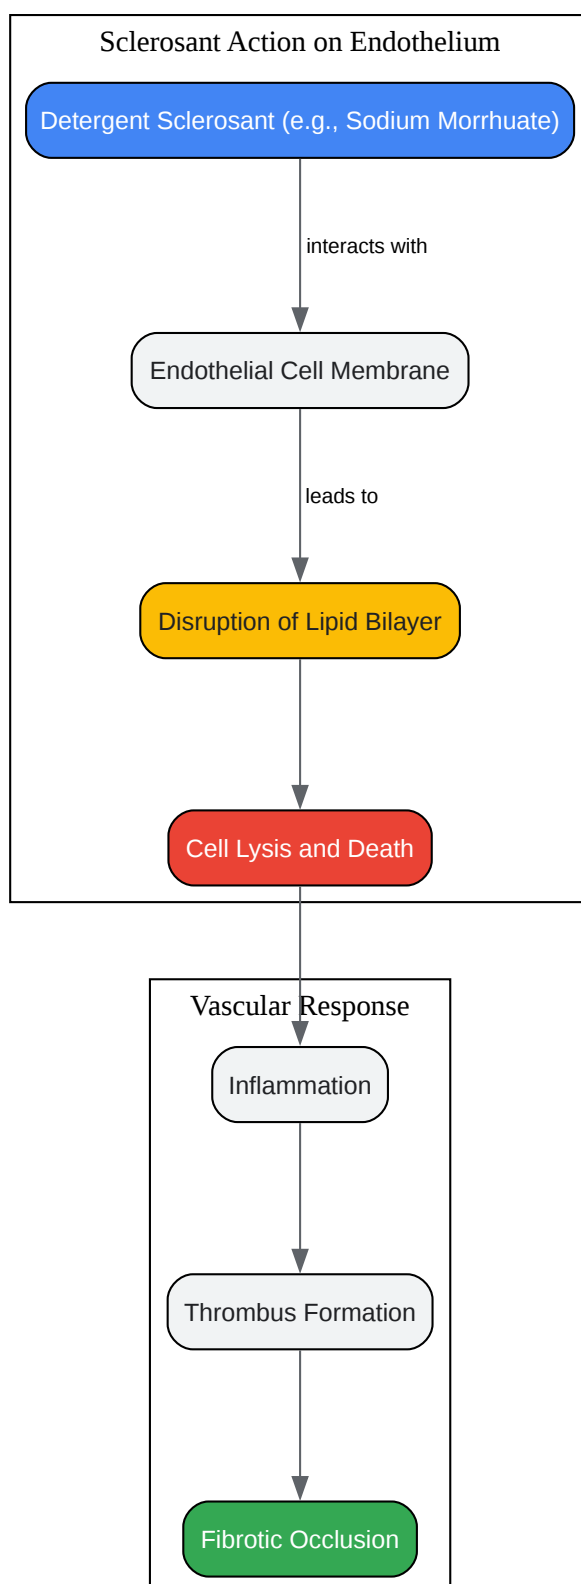 Sclerosant Action on Endothelium
Detergent Sclerosant (e.g., Sodium Morrhuate)
interacts with
Endothelial Cell Membrane
leads to
Disruption of Lipid Bilayer
Cell Lysis and Death
Vascular Response
Inflammation
Thrombus Formation
Fibrotic Occlusion